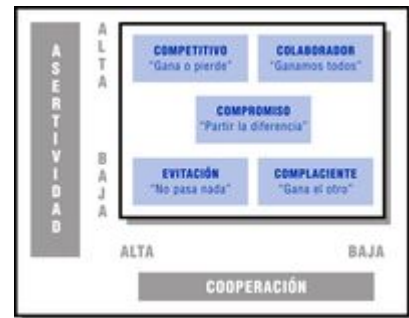 ASERTIVIDAD
ALTA
BAJA
COMPETITIVO
"Gana o pierde"
COLABORADOR
"Ganamos todos"
COMPROMISO
"Partir la diferencia"
EVITACIÓN
"No pasa nada"
COMPLACIENTE
"Gana el otro"
ALTA
BAJA
COOPERACIÓN